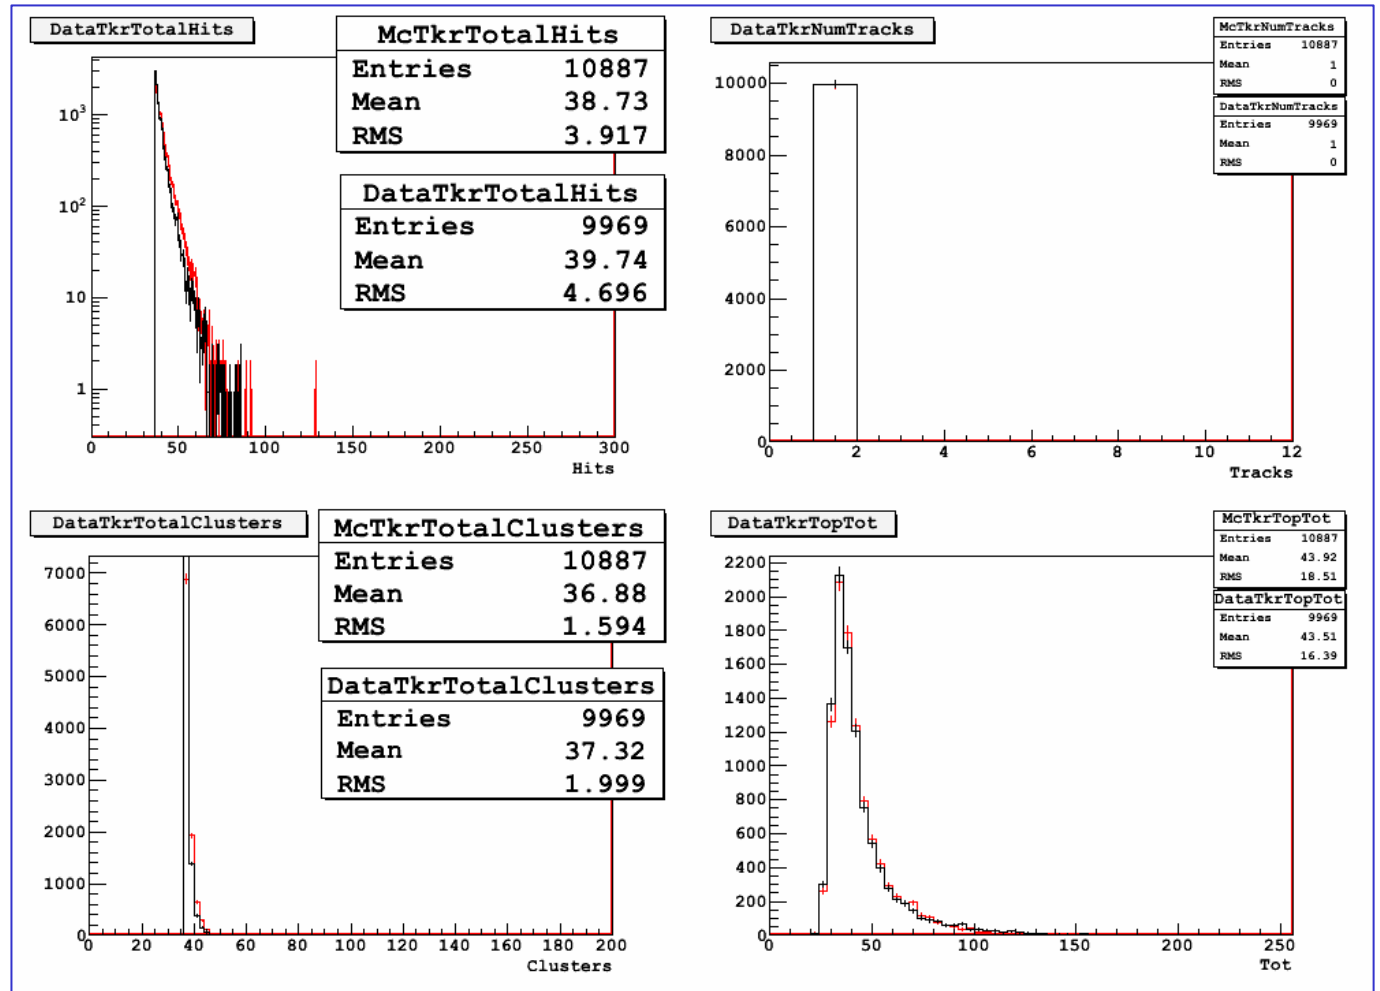 DataTkrTotalHits
McTkrTotalHits
Entries 10887
Mean 38.73
RMS 3.917
DataTkrTotalHits
Entries 9969
Mean 39.74
RMS 4.696
10^3
10^2
10
1
0 50 100 150 200 250 300
Hits
DataTkrNumTracks
McTkrNumTracks
Entries 10887
Mean 1
RMS 0
DataTkrNumTracks
Entries 9969
Mean 1
RMS 0
10000
8000
6000
4000
2000
0
0 2 4 6 8 10 12
Tracks
DataTkrTotalClusters
McTkrTotalClusters
Entries 10887
Mean 36.88
RMS 1.594
DataTkrTotalClusters
Entries 9969
Mean 37.32
RMS 1.999
7000
6000
5000
4000
3000
2000
1000
0
0 20 40 60 80 100 120 140 160 180 200
Clusters
DataTkrTopTot
McTkrTopTot
Entries 10887
Mean 43.92
RMS 18.51
DataTkrTopTot
Entries 9969
Mean 43.51
RMS 16.39
2200
2000
1800
1600
1400
1200
1000
800
600
400
200
0
0 50 100 150 200 250
Tot